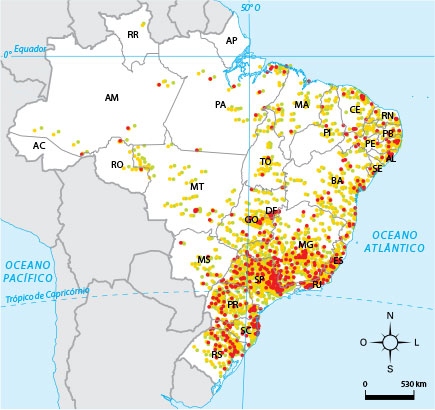 50° O
RR
AP
0° Equador
AM
PA
MA
CE
RN
PB
PI
PE
AL
SE
AC
RO
TO
BA
MT
DF
GO
MG
ES
MS
SP
RJ
PR
SC
RS
OCEANO
PACÍFICO
OCEANO
ATLÂNTICO
Trópico de Capricórnio
N
O
L
S
0
530 km